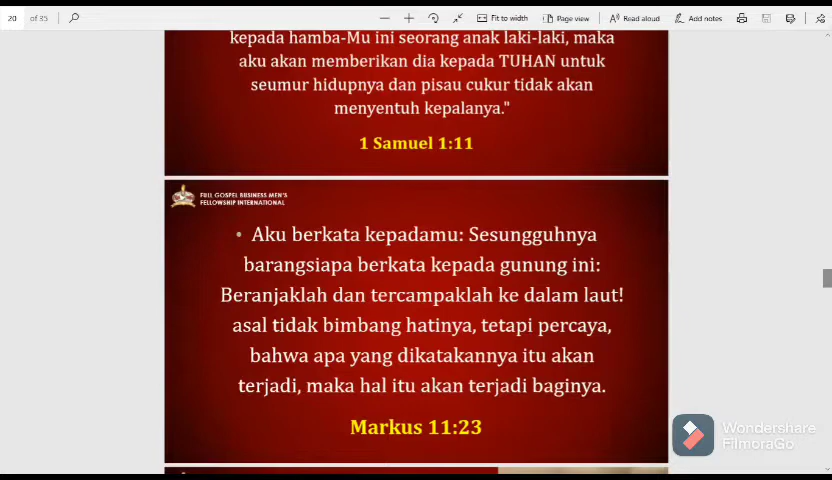 20 of 35 Fit to width Page view Read aloud Add notes
kepada hamba-Mu ini seorang anak laki-laki, maka
aku akan memberikan dia kepada TUHAN untuk
seumur hidupnya dan pisau cukur tidak akan
menyentuh kepalanya."
1 Samuel 1:11
FULL GOSPEL BUSINESS MEN'S
FELLOWSHIP INTERNATIONAL
• Aku berkata kepadamu: Sesungguhnya
barangsiapa berkata kepada gunung ini:
Beranjaklah dan tercampaklah ke dalam laut!
asal tidak bimbang hatinya, tetapi percaya,
bahwa apa yang dikatakannya itu akan
terjadi, maka hal itu akan terjadi baginya.
Markus 11:23
Wondershare
FilmoraGo